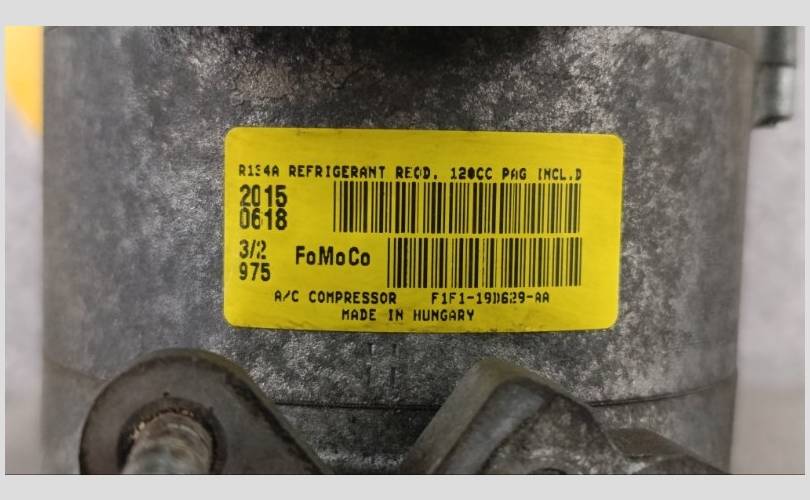 R134A REFRIGERANT REQD. 120CC PAG INCL.D
2015
0618
3/2
975
FoMoCo
A/C COMPRESSOR F1F1-19D629-AA
MADE IN HUNGARY